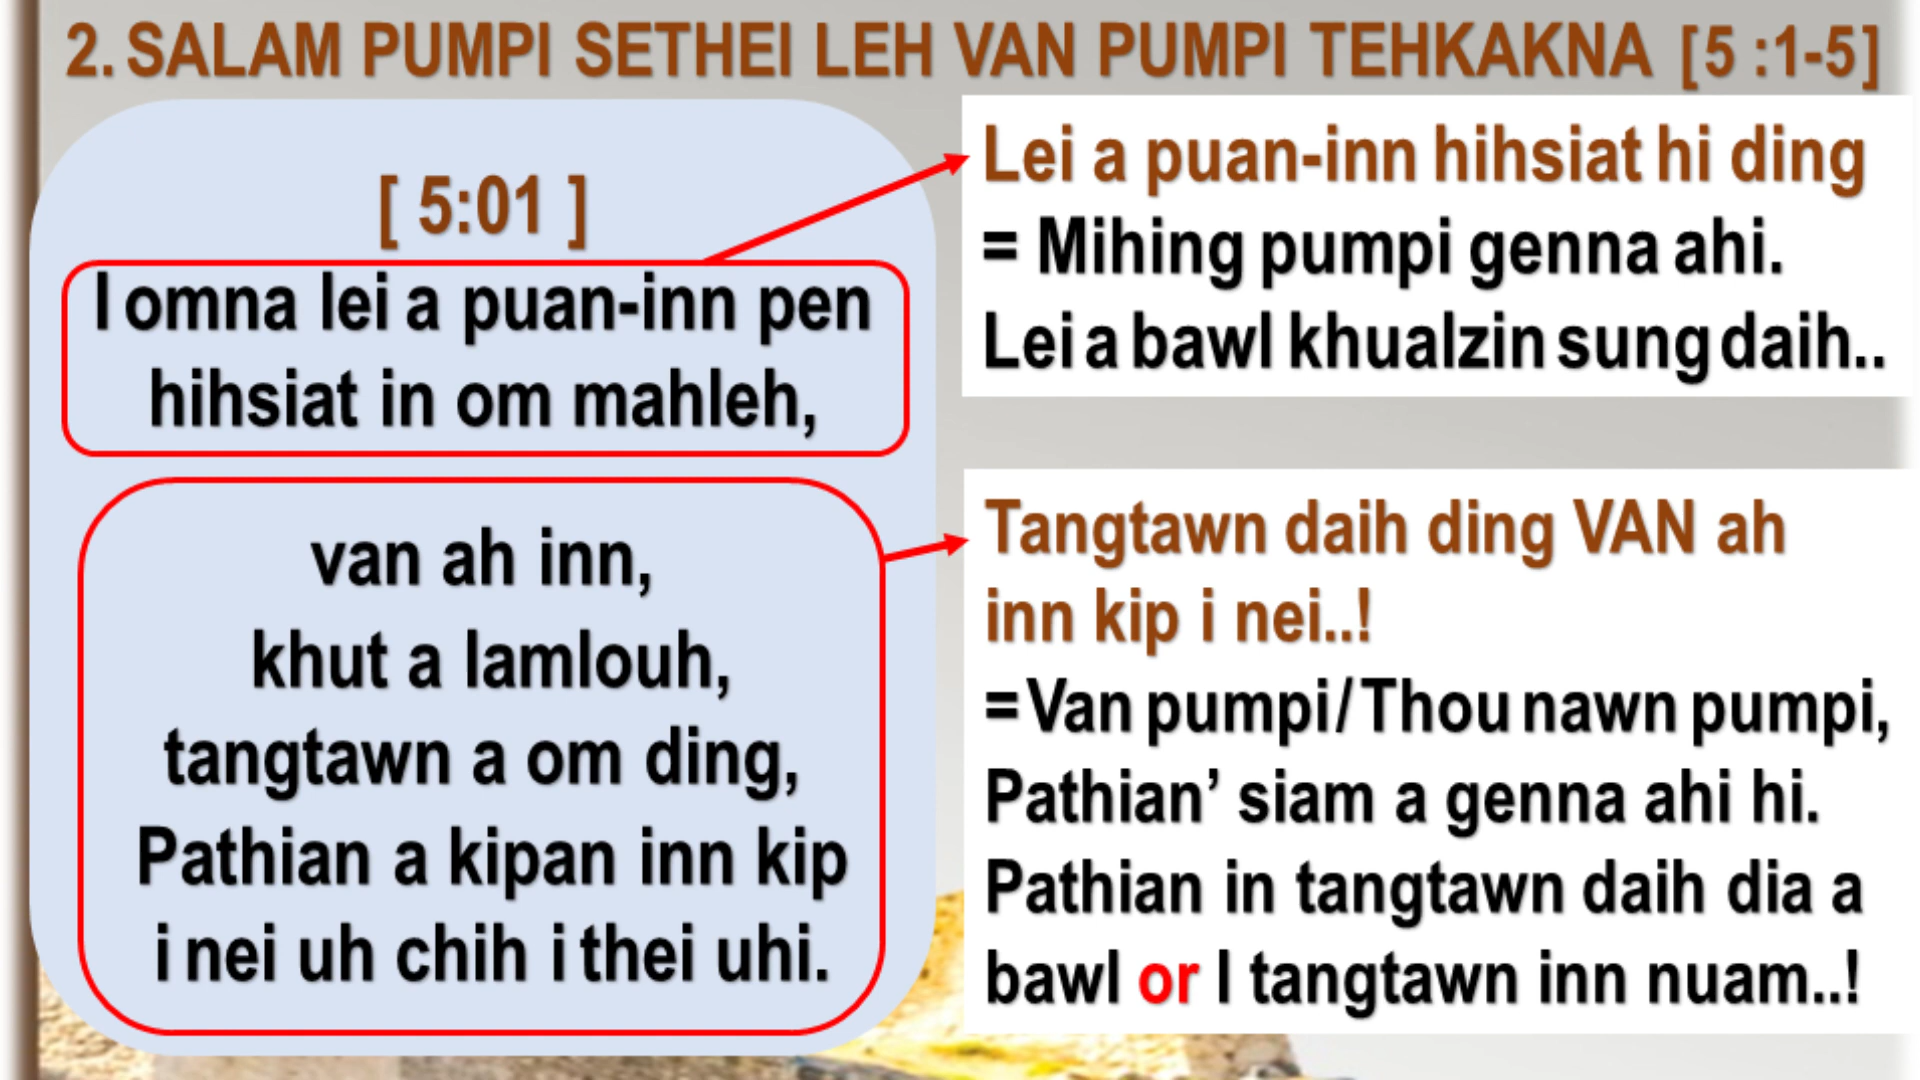 2. SALAM PUMPI SETHEI LEH VAN PUMPI TEHKAKNA [5 :1-5]
[ 5:01 ]
I omna lei a puan-inn pen
hihsiat in om mahleh,
van ah inn,
khut a lamlouh,
tangtawn a om ding,
Pathian a kipan inn kip
i nei uh chih i thei uhi.
Lei a puan-inn hihsiat hi ding
= Mihing pumpi genna ahi.
Lei a bawl khualzin sung daih..
Tangtawn daih ding VAN ah
inn kip i nei..!
=Van pumpi/Thou nawn pumpi,
Pathian’ siam a genna ahi hi.
Pathian in tangtawn daih dia a
bawl or I tangtawn inn nuam..!